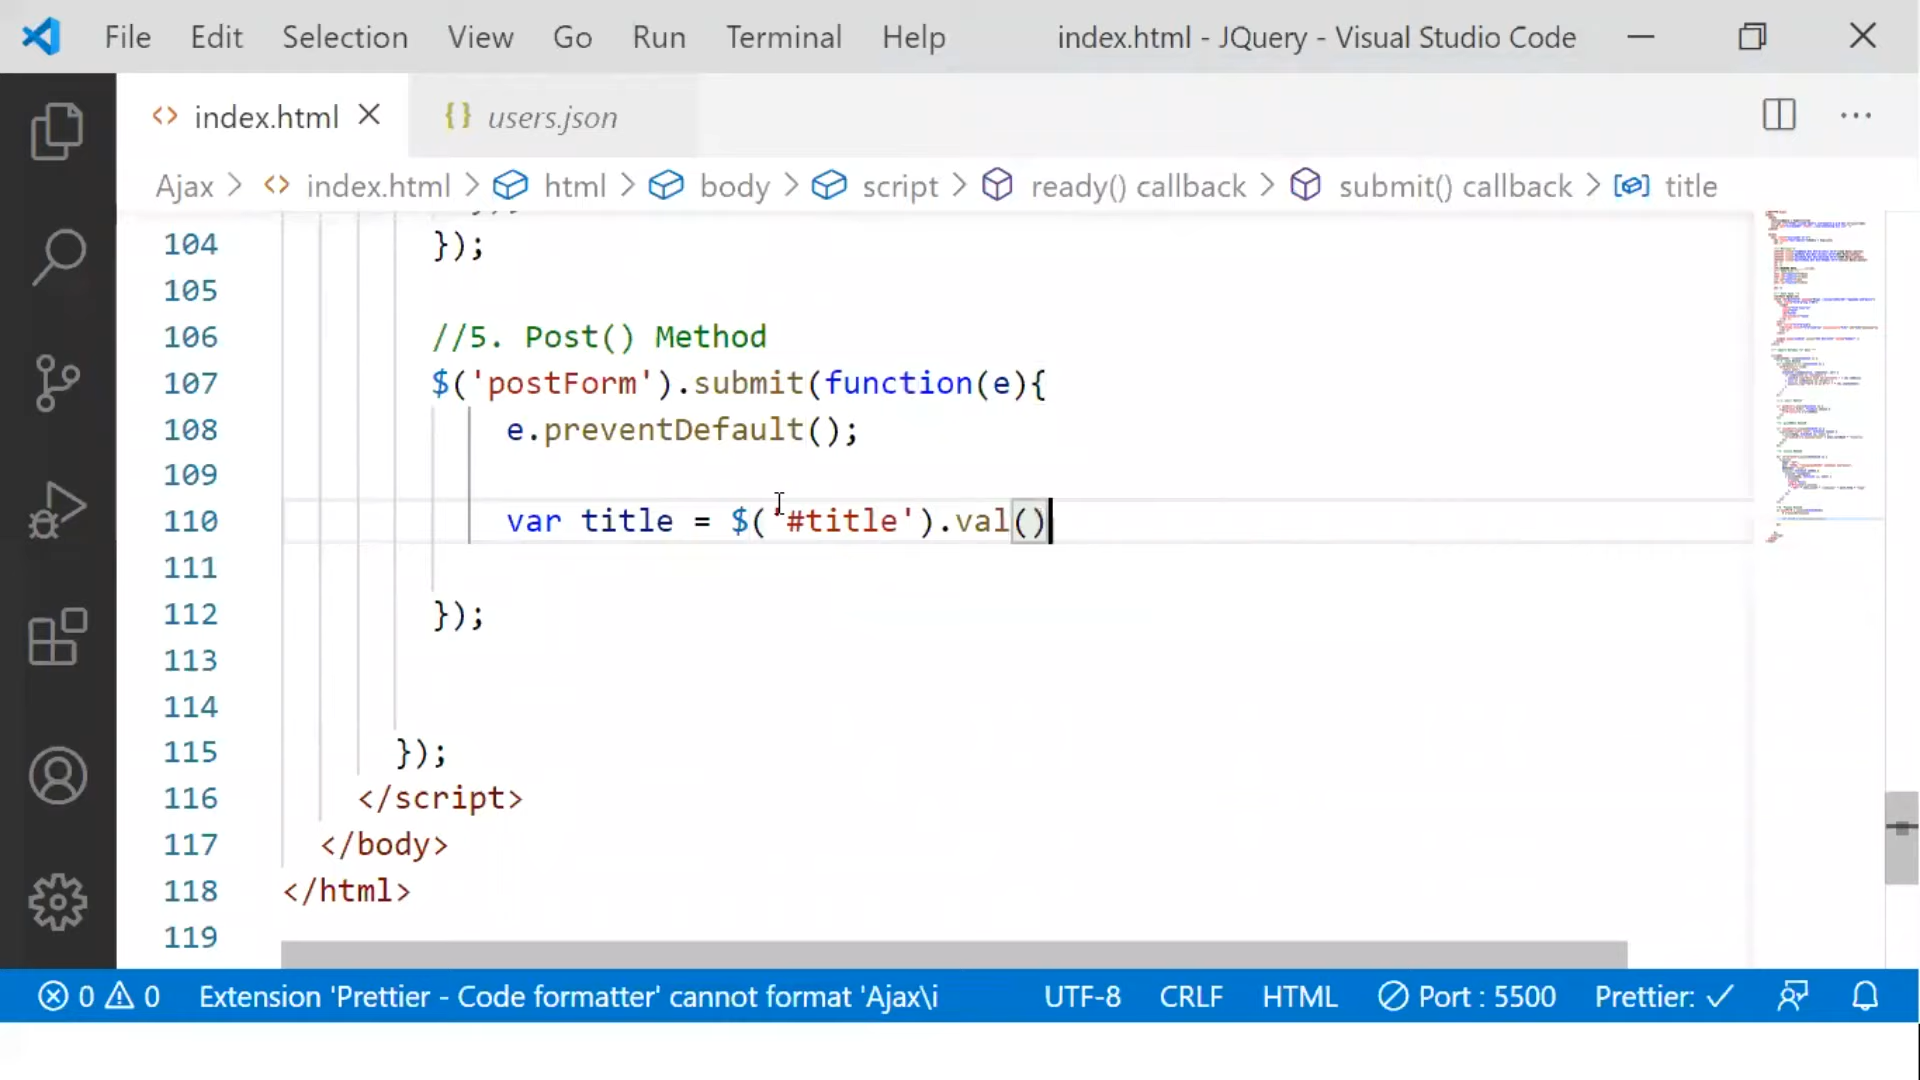 File Edit Selection View Go Run Terminal Help index.html - JQuery - Visual Studio Code
index.html users.json
Ajax > index.html > html > body > script > ready() callback > submit() callback > title
104 });
105
106 //5. Post() Method
107 $('postForm').submit(function(e){
108 e.preventDefault();
109
110 var title = $('#title').val()
111
112 });
113
114
115 });
116 </script>
117 </body>
118 </html>
119
0 0 Extension 'Prettier - Code formatter' cannot format 'Ajax\i UTF-8 CRLF HTML Port : 5500 Prettier: ✓